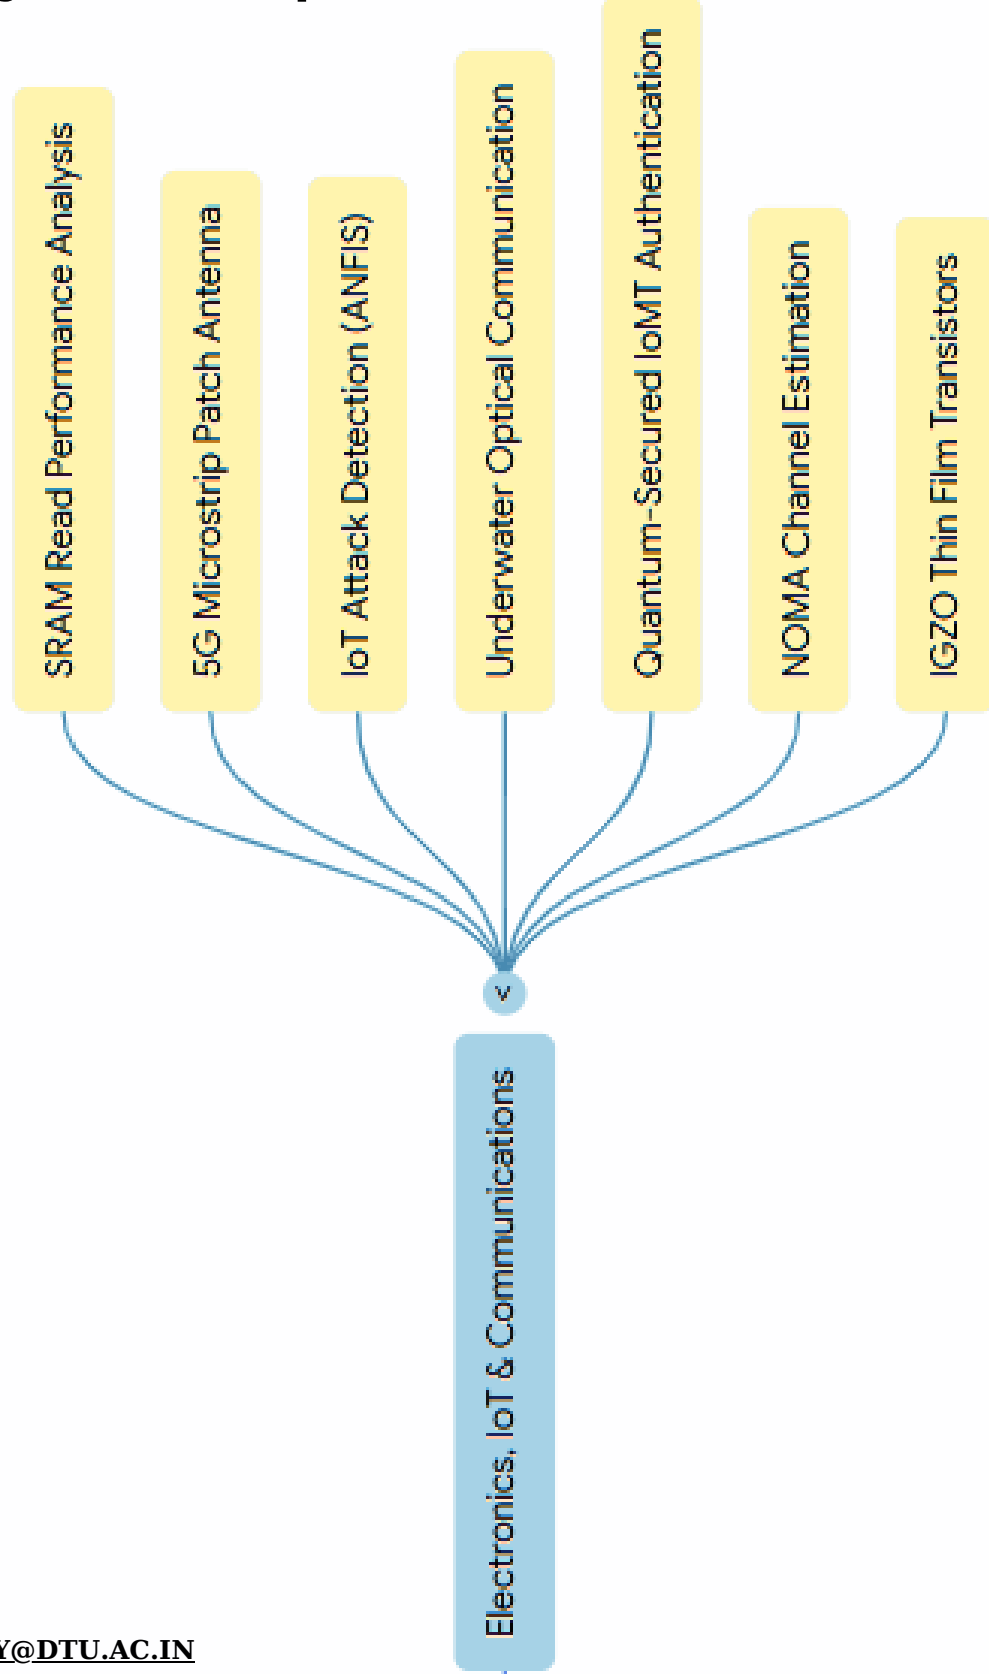 SRAM Read Performance Analysis
5G Microstrip Patch Antenna
IoT Attack Detection (ANFIS)
Underwater Optical Communication
Quantum-Secured IoMT Authentication
NOMA Channel Estimation
IGZO Thin Film Transistors
<
Electronics, IoT & Communications
Y@DTU.AC.IN